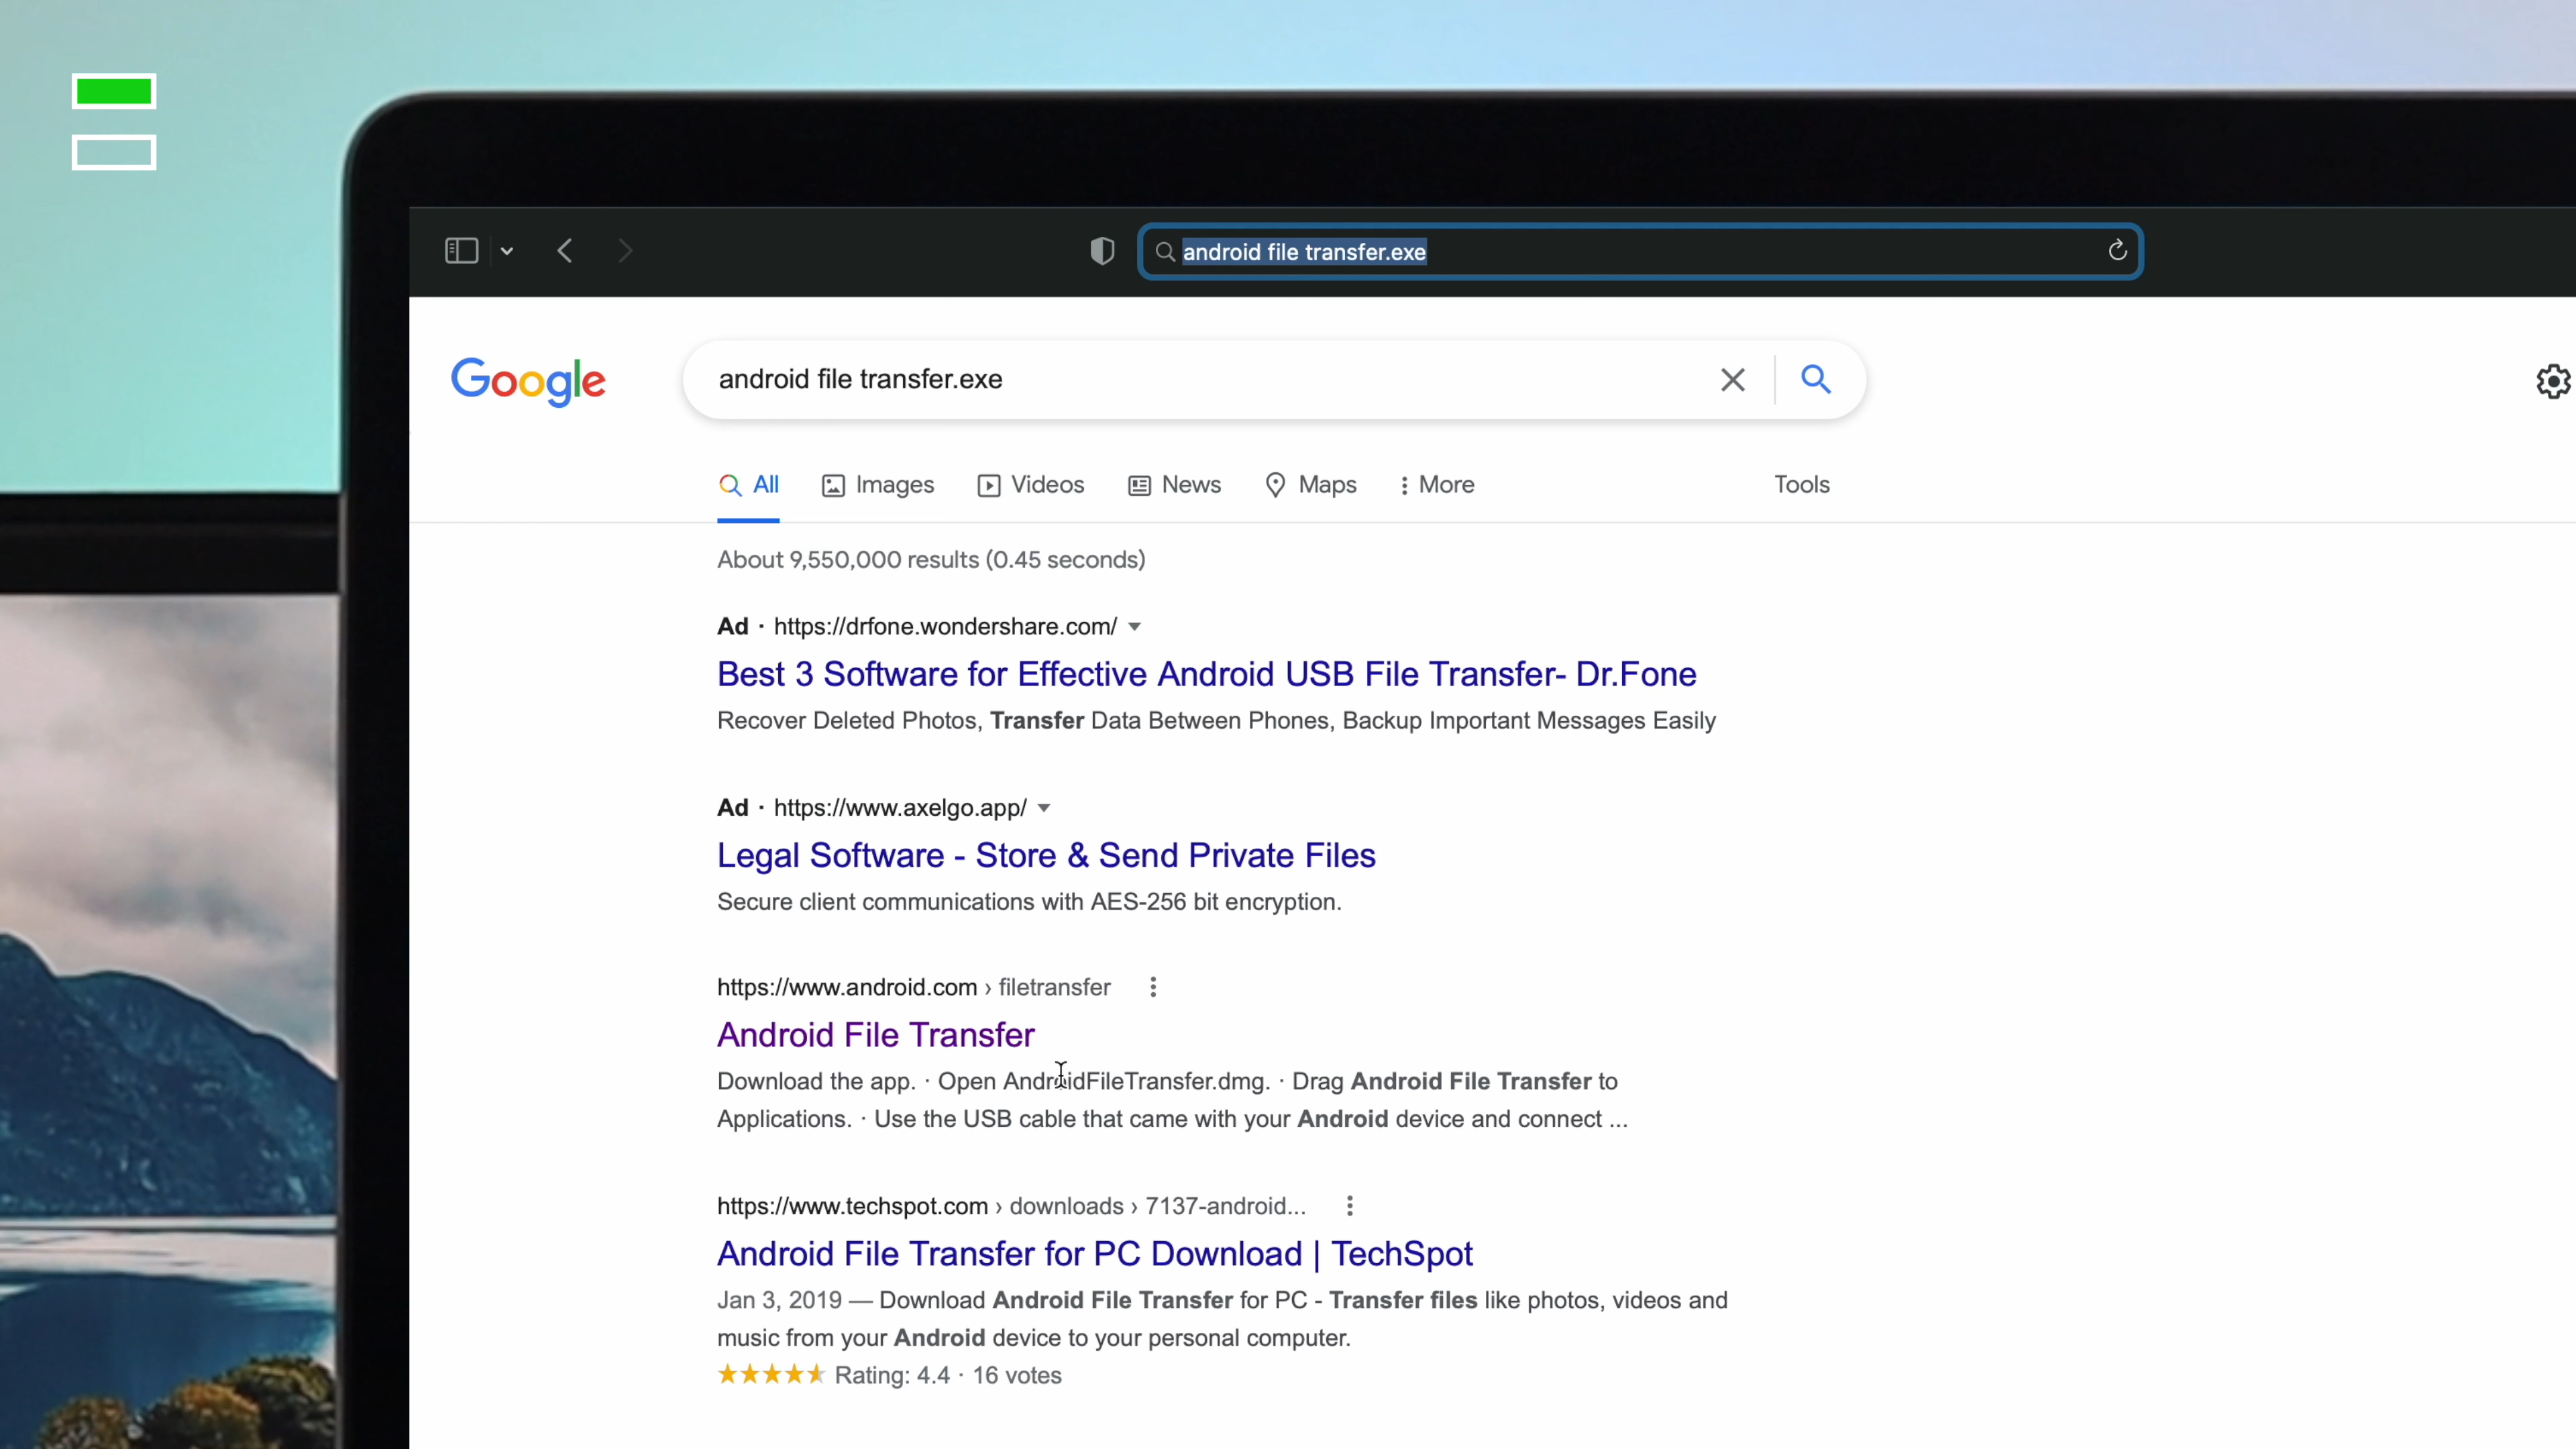 android file transfer.exe
Google
android file transfer.exe
All Images Videos News Maps More Tools
About 9,550,000 results (0.45 seconds)
Ad · https://drfone.wondershare.com/
Best 3 Software for Effective Android USB File Transfer- Dr.Fone
Recover Deleted Photos, Transfer Data Between Phones, Backup Important Messages Easily
Ad · https://www.axelgo.app/
Legal Software - Store & Send Private Files
Secure client communications with AES-256 bit encryption.
https://www.android.com › filetransfer
Android File Transfer
Download the app. · Open AndroidFileTransfer.dmg. · Drag Android File Transfer to
Applications. · Use the USB cable that came with your Android device and connect ...
https://www.techspot.com › downloads › 7137-android...
Android File Transfer for PC Download | TechSpot
Jan 3, 2019 — Download Android File Transfer for PC - Transfer files like photos, videos and
music from your Android device to your personal computer.
Rating: 4.4 · 16 votes